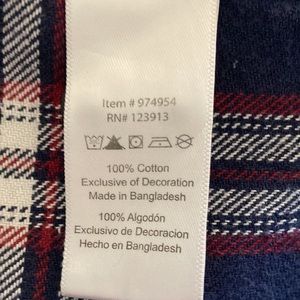 Item # 974954
RN# 123913
100% Cotton
Exclusive of Decoration
Made in Bangladesh
100% Algodón
Exclusivo de Decoración
Hecho en Bangladesh